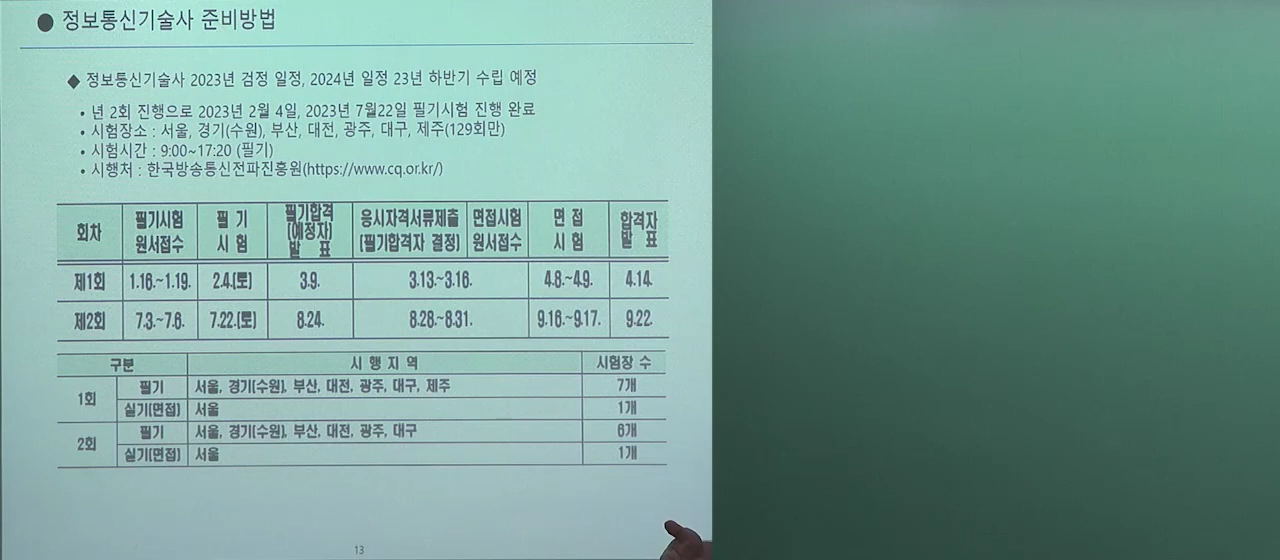 ● 정보통신기술사 준비방법
◆ 정보통신기술사 2023년 검정 일정, 2024년 일정 23년 하반기 수립 예정
• 년 2회 진행으로 2023년 2월 4일, 2023년 7월22일 필기시험 진행 완료
• 시험장소 : 서울, 경기(수원), 부산, 대전, 광주, 대구, 제주(129회만)
• 시험시간 : 9:00~17:20 (필기)
• 시행처 : 한국방송통신전파진흥원(https://www.cq.or.kr/)
회차 필기시험 원서접수 필 기 시 험 필기합격 (예정자) 발 표 응시자격서류제출 (필기합격자 결정) 면접시험 원서접수 면 접 시 험 합격자 발 표
제1회 1.16.~1.19. 2.4.(토) 3.9. 3.13.~3.16. 4.8.~4.9. 4.14.
제2회 7.3.~7.6. 7.22.(토) 8.24. 8.28.~8.31. 9.16.~9.17. 9.22.
구분 시 행 지 역 시험장 수
1회 필기 서울, 경기(수원), 부산, 대전, 광주, 대구, 제주 7개
실기(면접) 서울 1개
2회 필기 서울, 경기(수원), 부산, 대전, 광주, 대구 6개
실기(면접) 서울 1개
13